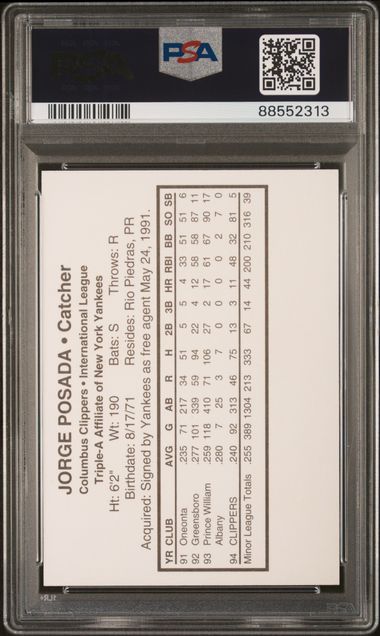 PSA
88552313
JORGE POSADA • Catcher
Columbus Clippers • International League
Triple-A Affiliate of New York Yankees
Ht: 6'2" Wt: 190 Bats: S Throws: R
Birthdate: 8/17/71 Resides: Rio Piedras, PR
Acquired: Signed by Yankees as free agent May 24, 1991.
YR CLUB AVG G AB R H 2B 3B HR RBI BB SO SB
91 Oneonta .235 71 217 34 51 5 5 4 33 51 51 6
92 Greensboro .277 101 339 59 94 22 4 12 58 58 87 11
93 Prince William .259 118 410 71 106 27 2 17 61 67 90 17
Albany .280 7 25 3 7 0 0 0 0 2 7 0
94 CLIPPERS .240 92 313 46 75 13 3 11 48 32 81 5
Minor League Totals .255 389 1304 213 333 67 14 44 200 210 316 39